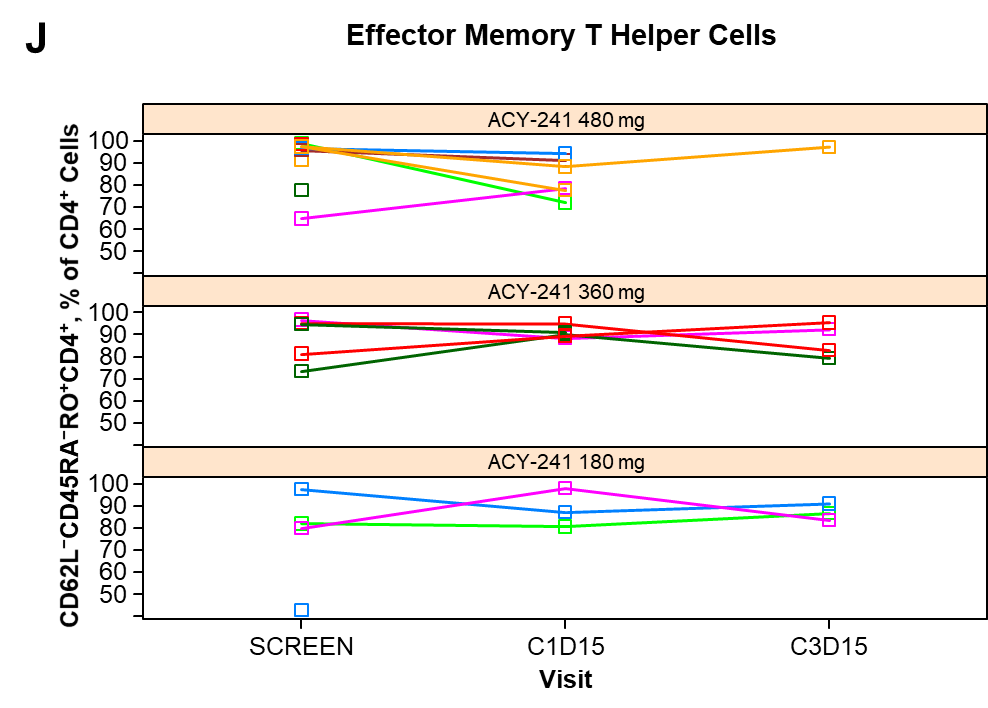 J
Effector Memory T Helper Cells
CD62L⁻CD45RA⁻RO⁺CD4⁺, % of CD4⁺ Cells
ACY-241 480 mg
100
90
80
70
60
50
ACY-241 360 mg
100
90
80
70
60
50
ACY-241 180 mg
100
90
80
70
60
50
SCREEN C1D15 C3D15
Visit